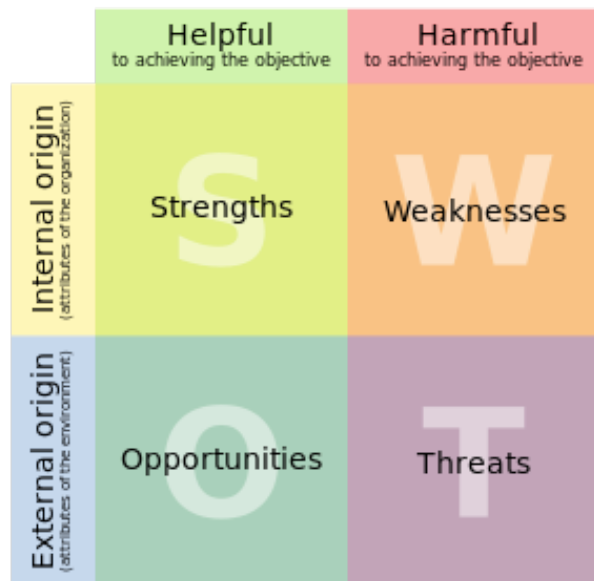 Helpful
to achieving the objective
Harmful
to achieving the objective
Internal origin
(attributes of the organization)
S
Strengths
W
Weaknesses
External origin
(attributes of the environment)
O
Opportunities
T
Threats